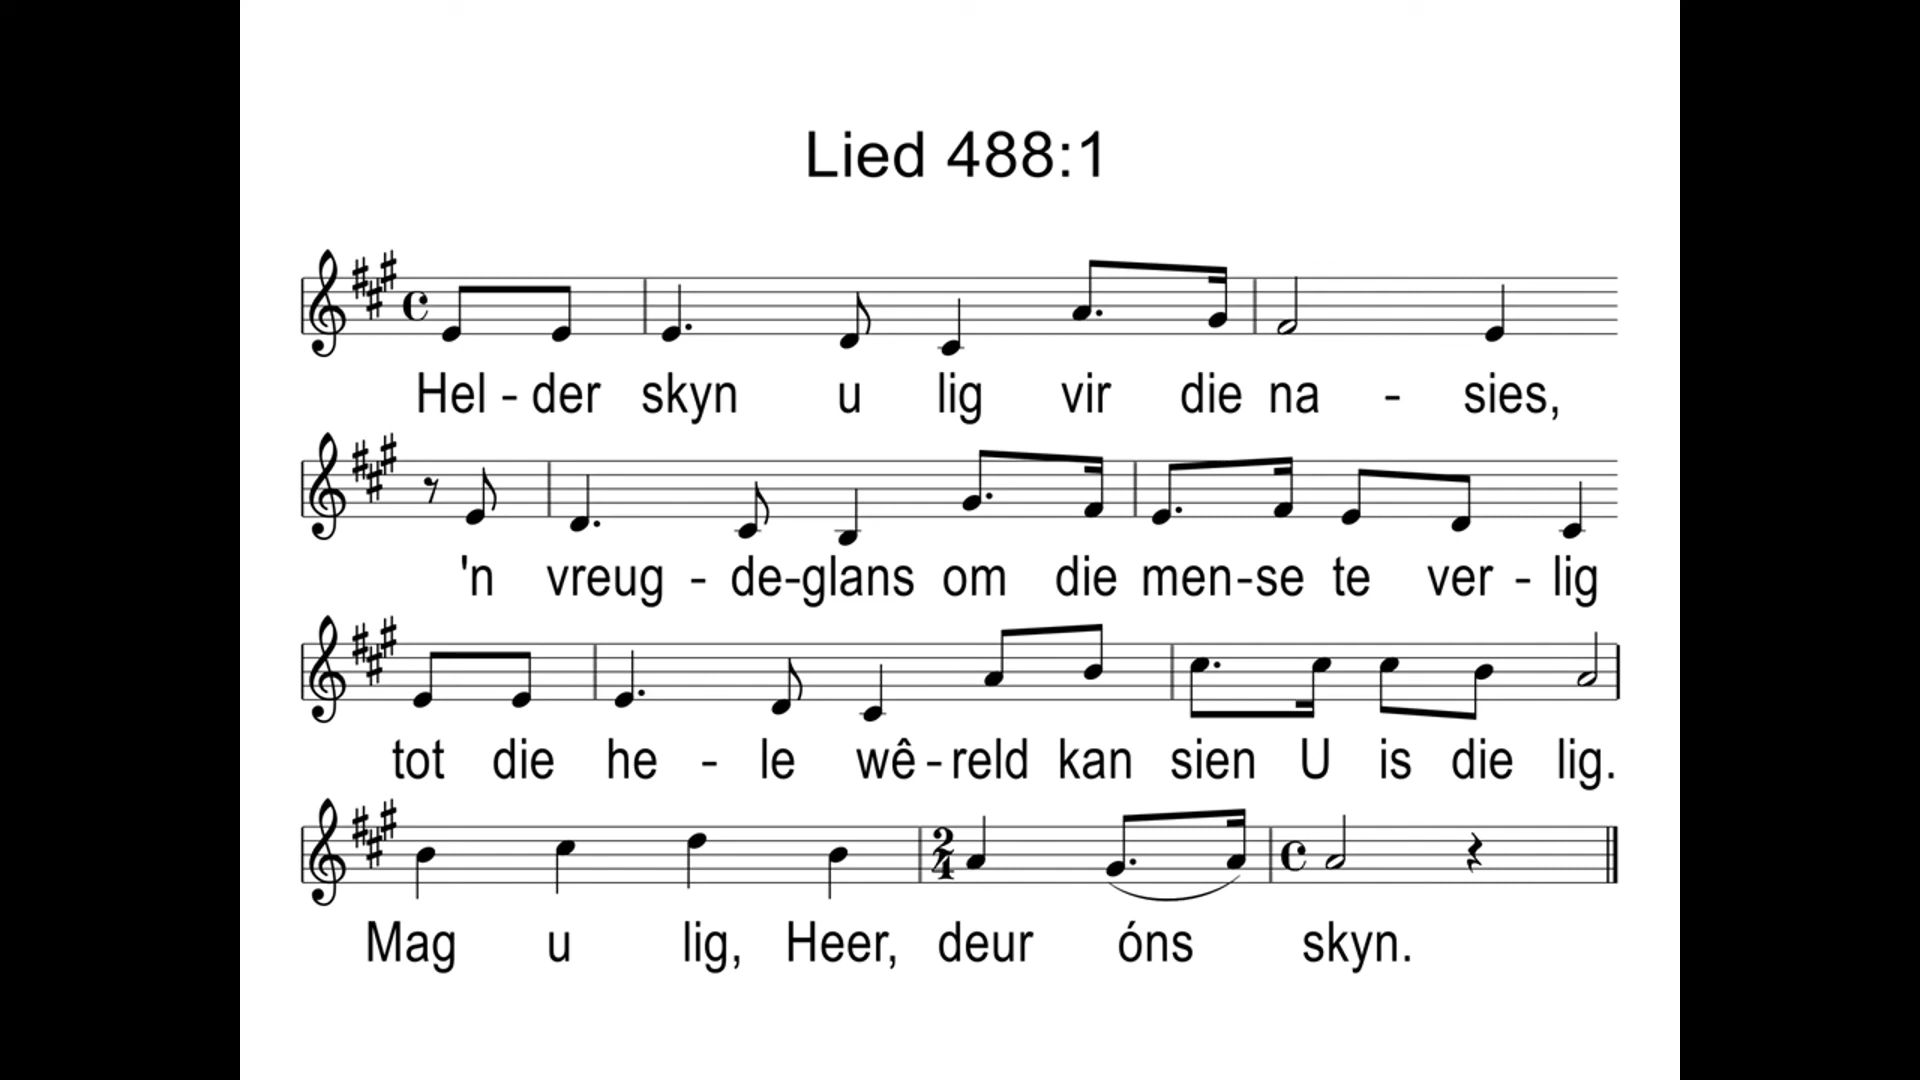 Lied 488:1
Hel - der skyn u lig vir die na - sies,
'n vreug - de-glans om die men-se te ver - lig
tot die he - le wê - reld kan sien U is die lig.
2
4
Mag u lig, Heer, deur óns skyn.